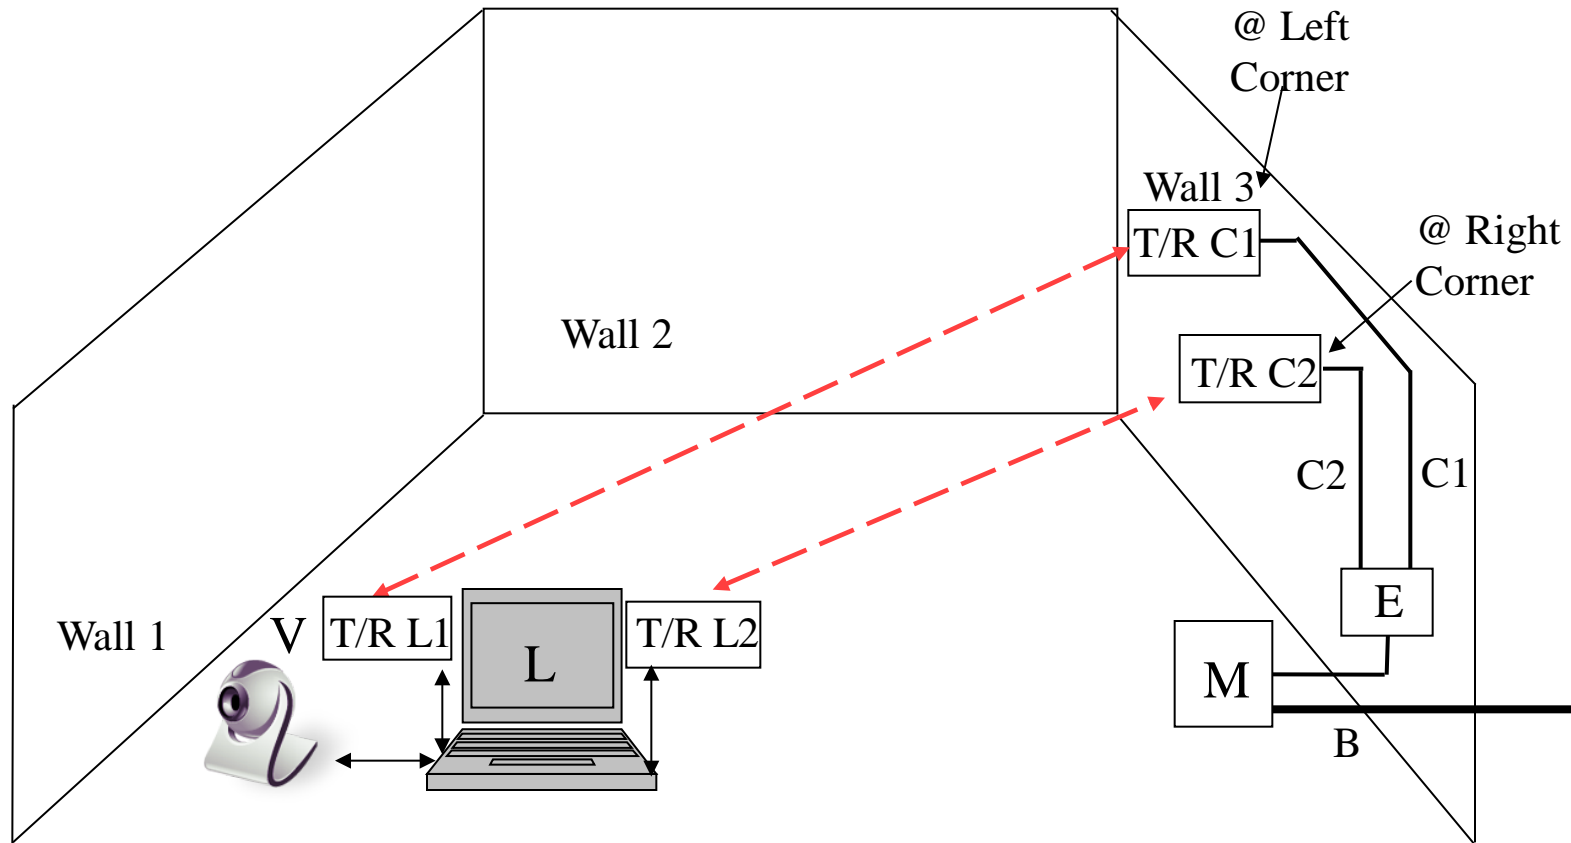 @ Left
Corner
Wall 3
T/R C1
@ Right
Corner
Wall 2
T/R C2
C2
C1
E
Wall 1
V
T/R L1
L
T/R L2
M
B